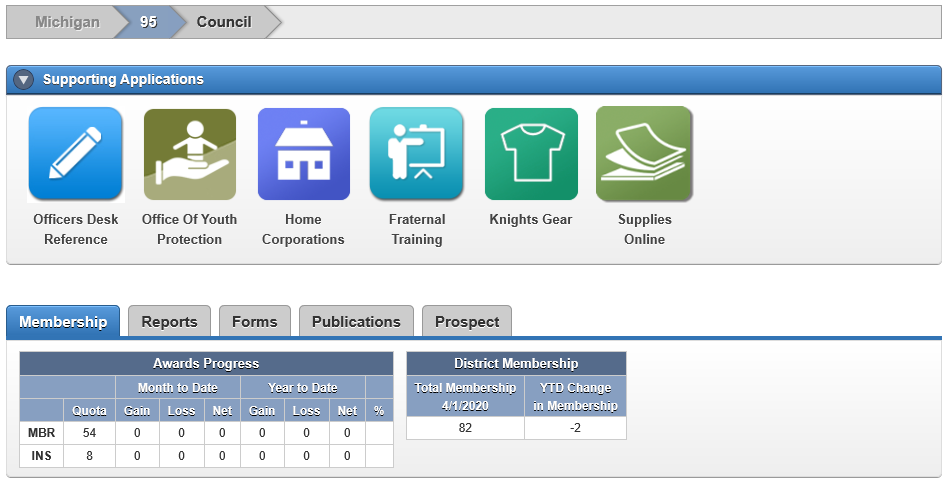 Michigan 95 Council
Supporting Applications
Officers Desk Reference
Office Of Youth Protection
Home Corporations
Fraternal Training
Knights Gear
Supplies Online
Membership Reports Forms Publications Prospect
Awards Progress
Month to Date Year to Date
Quota Gain Loss Net Gain Loss Net %
MBR 54 0 0 0 0 0 0
INS 8 0 0 0 0 0 0
District Membership
Total Membership 4/1/2020 YTD Change in Membership
82 -2